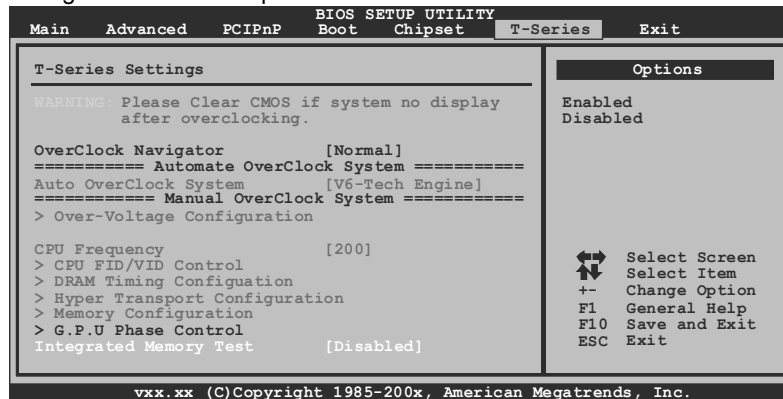 BIOS SETUP UTILITY
Main Advanced PCIPnP Boot Chipset T-Series Exit
T-Series Settings
WARNING: Please Clear CMOS if system no display
after overclocking.
OverClock Navigator [Normal]
=========== Automate OverClock System ===========
Auto OverClock System [V6-Tech Engine]
============ Manual OverClock System ============
> Over-Voltage Configuration
CPU Frequency [200]
> CPU FID/VID Control
> DRAM Timing Configuation
> Hyper Transport Configuration
> Memory Configuration
> G.P.U Phase Control
Integrated Memory Test [Disabled]
Options
Enabled
Disabled
Select Screen
Select Item
+- Change Option
F1 General Help
F10 Save and Exit
ESC Exit
vxx.xx (C)Copyright 1985-200x, American Megatrends, Inc.